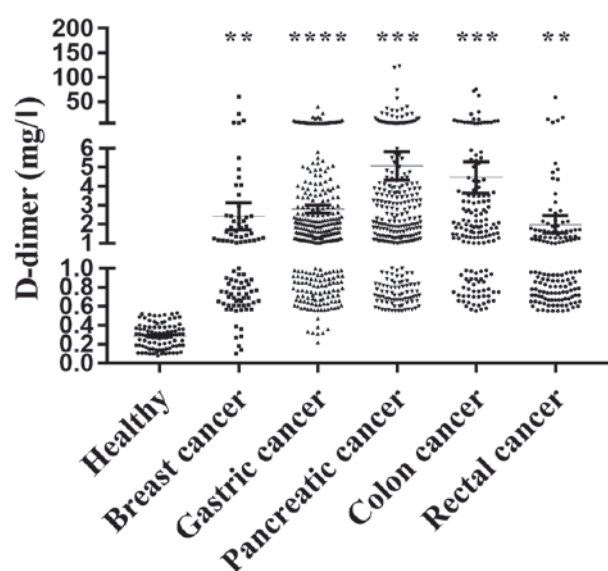 D-dimer (mg/l)
200
150
100
50
6
5
4
3
2
1
1.0
0.8
0.6
0.4
0.2
0.0
** **** *** *** **
Healthy
Breast cancer
Gastric cancer
Pancreatic cancer
Colon cancer
Rectal cancer